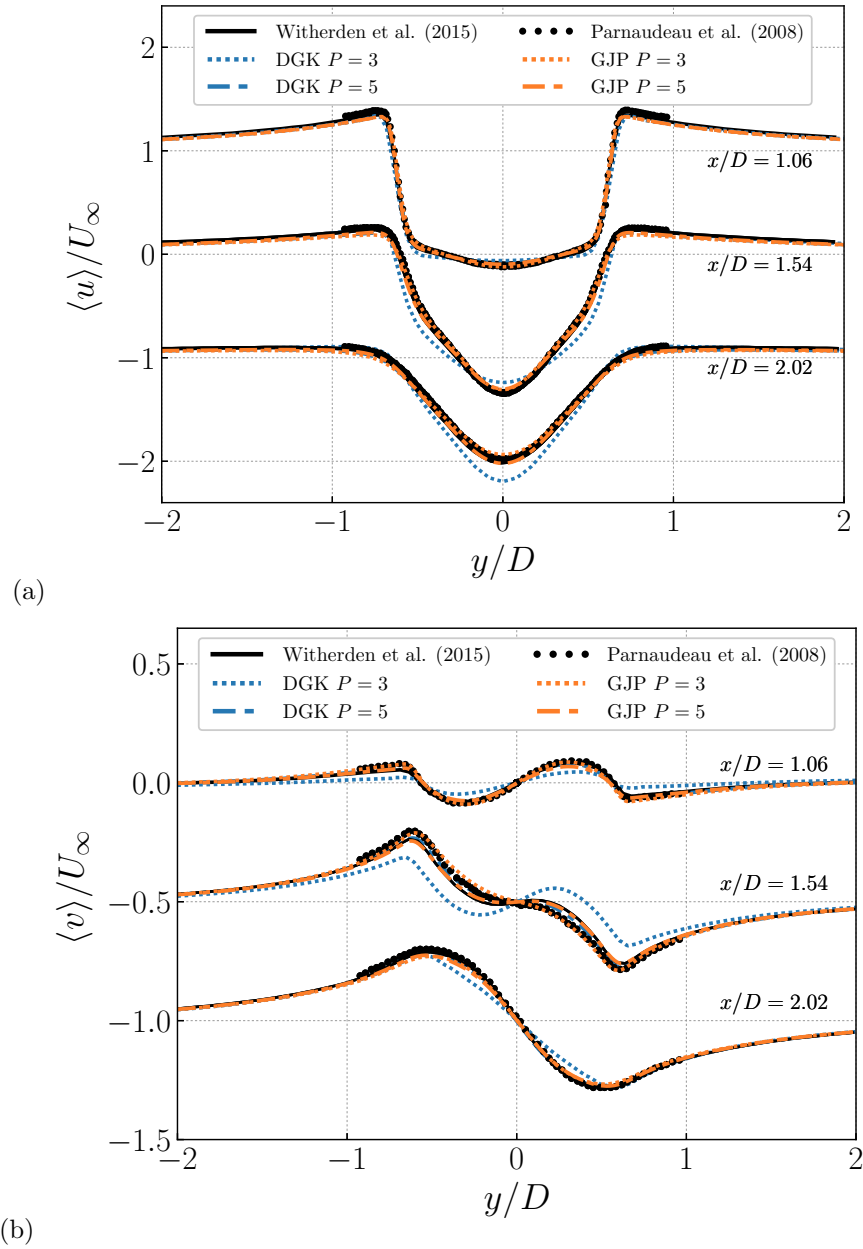 Witherden et al. (2015) Parnaudeau et al. (2008)
DGK P = 3 GJP P = 3
DGK P = 5 GJP P = 5
2
1
0
−1
−2
⟨u⟩/U∞
x/D = 1.06
x/D = 1.54
x/D = 2.02
−2 −1 0 1 2
y/D
(a)
Witherden et al. (2015) Parnaudeau et al. (2008)
DGK P = 3 GJP P = 3
DGK P = 5 GJP P = 5
0.5
0.0
−0.5
−1.0
−1.5
⟨v⟩/U∞
x/D = 1.06
x/D = 1.54
x/D = 2.02
−2 −1 0 1 2
y/D
(b)